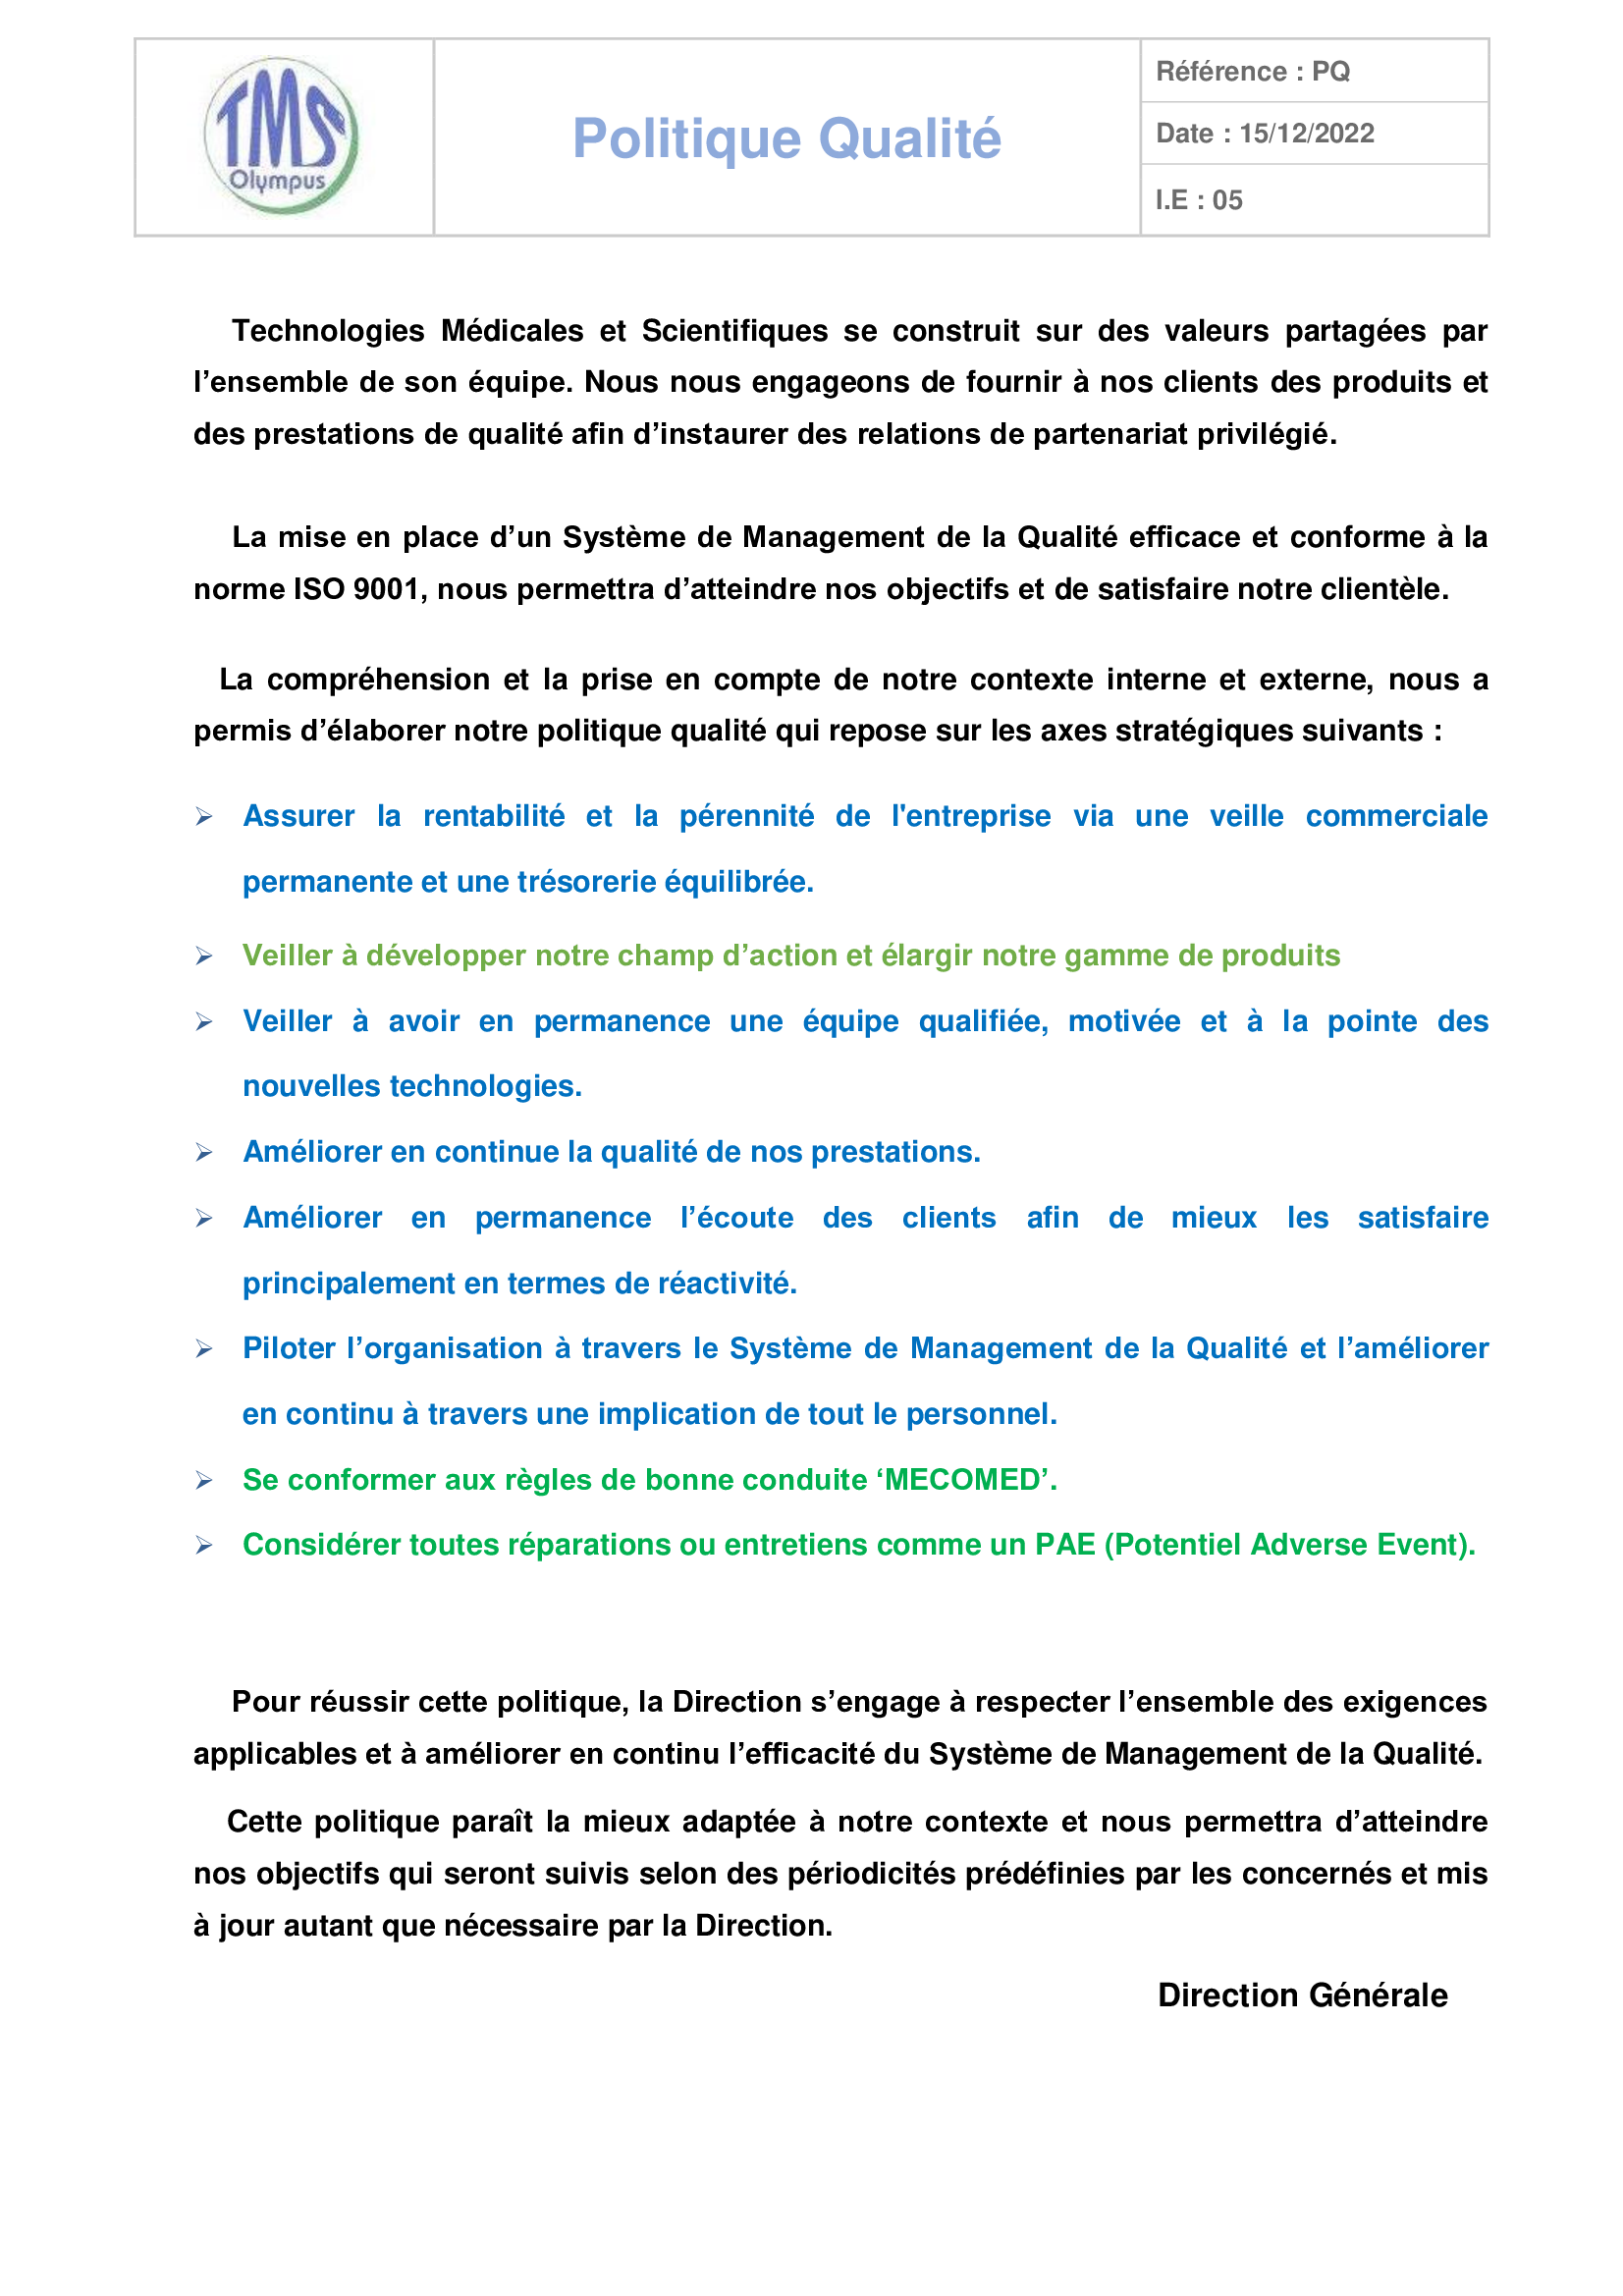 TMS
Olympus
Politique Qualité
Référence : PQ
Date : 15/12/2022
I.E : 05
Technologies Médicales et Scientifiques se construit sur des valeurs partagées par
l’ensemble de son équipe. Nous nous engageons de fournir à nos clients des produits et
des prestations de qualité afin d’instaurer des relations de partenariat privilégié.
La mise en place d’un Système de Management de la Qualité efficace et conforme à la
norme ISO 9001, nous permettra d’atteindre nos objectifs et de satisfaire notre clientèle.
La compréhension et la prise en compte de notre contexte interne et externe, nous a
permis d’élaborer notre politique qualité qui repose sur les axes stratégiques suivants :
➢ Assurer la rentabilité et la pérennité de l'entreprise via une veille commerciale
permanente et une trésorerie équilibrée.
➢ Veiller à développer notre champ d’action et élargir notre gamme de produits
➢ Veiller à avoir en permanence une équipe qualifiée, motivée et à la pointe des
nouvelles technologies.
➢ Améliorer en continue la qualité de nos prestations.
➢ Améliorer en permanence l’écoute des clients afin de mieux les satisfaire
principalement en termes de réactivité.
➢ Piloter l’organisation à travers le Système de Management de la Qualité et l’améliorer
en continu à travers une implication de tout le personnel.
➢ Se conformer aux règles de bonne conduite ‘MECOMED’.
➢ Considérer toutes réparations ou entretiens comme un PAE (Potentiel Adverse Event).
Pour réussir cette politique, la Direction s’engage à respecter l’ensemble des exigences
applicables et à améliorer en continu l’efficacité du Système de Management de la Qualité.
Cette politique paraît la mieux adaptée à notre contexte et nous permettra d’atteindre
nos objectifs qui seront suivis selon des périodicités prédéfinies par les concernés et mis
à jour autant que nécessaire par la Direction.
Direction Générale